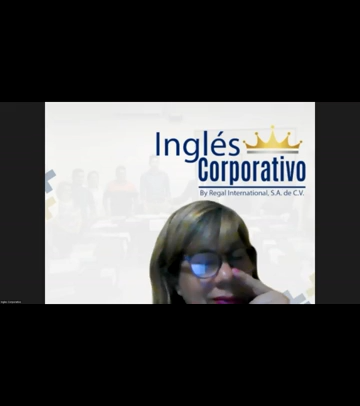 Inglés
Corporativo
By Regal International, S.A. de C.V.